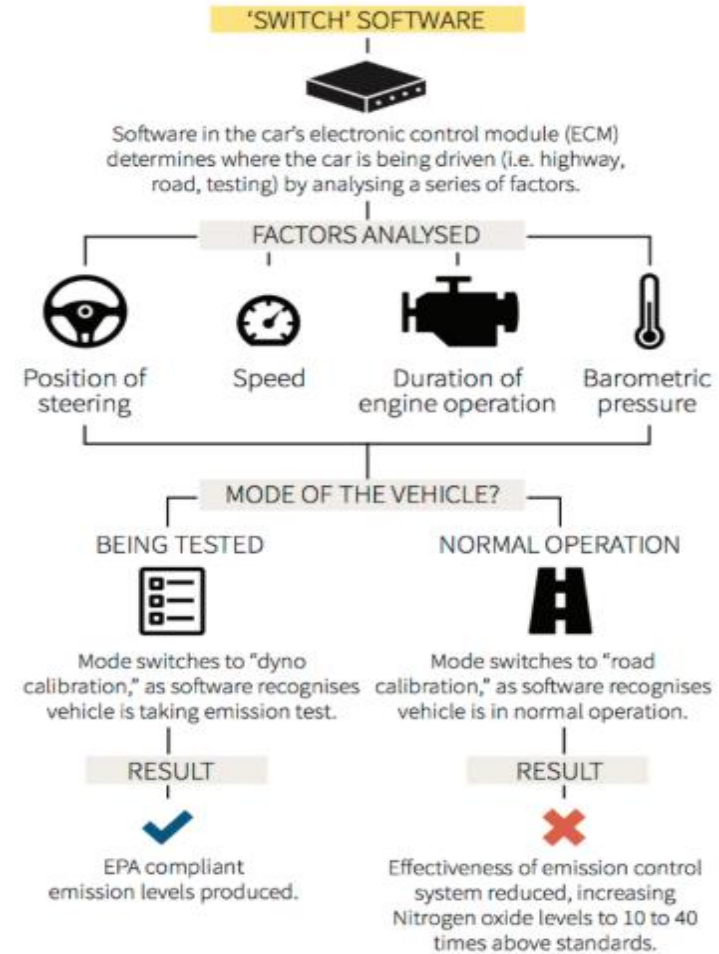 'SWITCH' SOFTWARE
Software in the car's electronic control module (ECM)
determines where the car is being driven (i.e. highway,
road, testing) by analysing a series of factors.
FACTORS ANALYSED
Position of
steering
Speed
Duration of
engine operation
Barometric
pressure
MODE OF THE VEHICLE?
BEING TESTED
Mode switches to "dyno
calibration," as software recognises
vehicle is taking emission test.
RESULT
EPA compliant
emission levels produced.
NORMAL OPERATION
Mode switches to "road
calibration," as software recognises
vehicle is in normal operation.
RESULT
Effectiveness of emission control
system reduced, increasing
Nitrogen oxide levels to 10 to 40
times above standards.